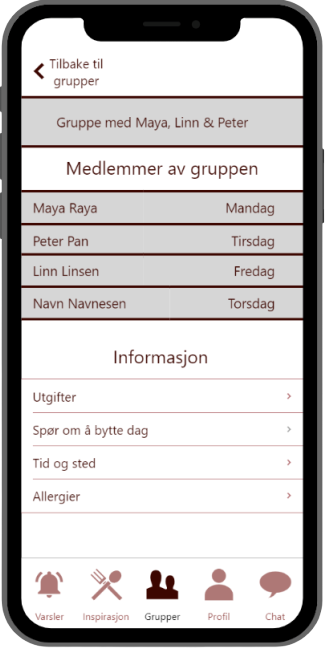 Tilbake til
grupper
Gruppe med Maya, Linn & Peter
Medlemmer av gruppen
Maya Raya Mandag
Peter Pan Tirsdag
Linn Linsen Fredag
Navn Navnesen Torsdag
Informasjon
Utgifter
Spør om å bytte dag
Tid og sted
Allergier
Varsler Inspirasjon Grupper Profil Chat